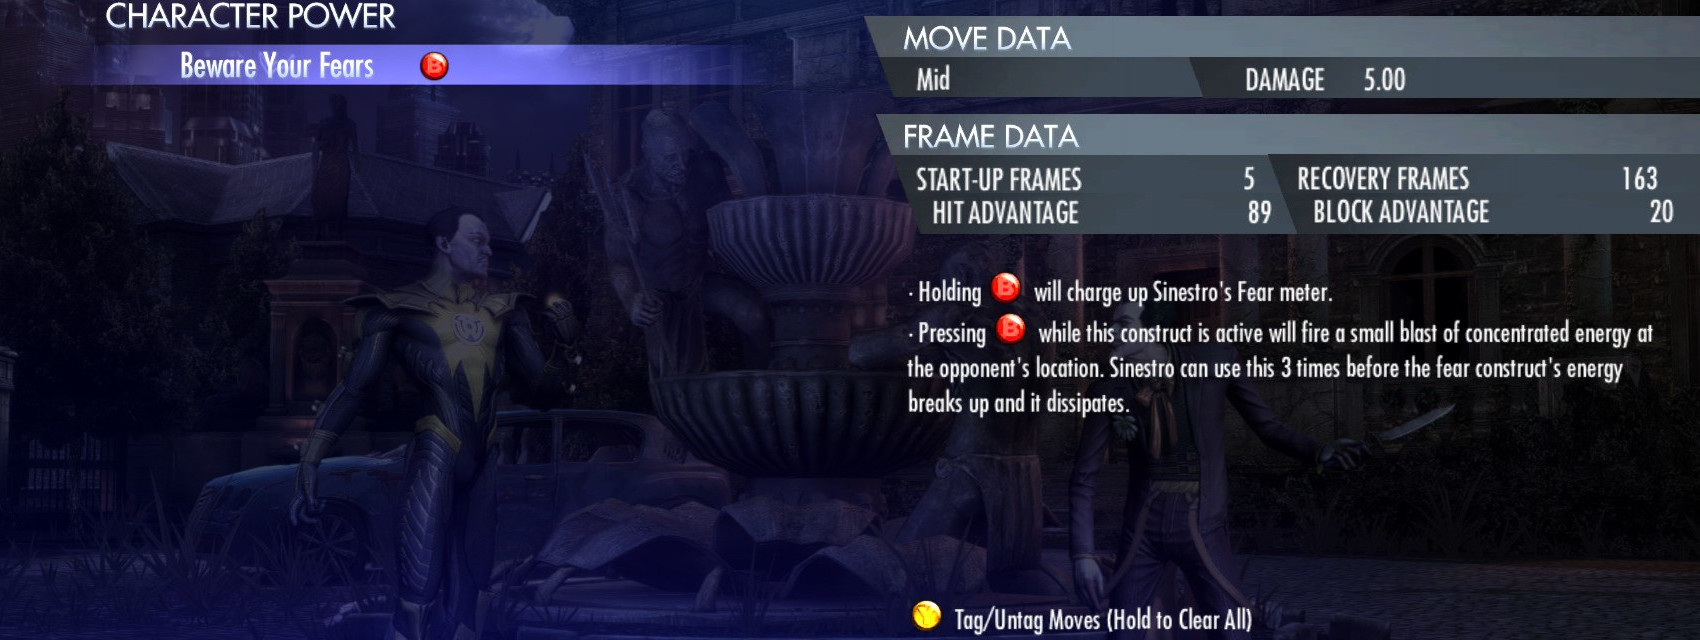 CHARACTER POWER
Beware Your Fears B
MOVE DATA
Mid DAMAGE 5.00
FRAME DATA
START-UP FRAMES 5 RECOVERY FRAMES 163
HIT ADVANTAGE 89 BLOCK ADVANTAGE 20
· Holding B will charge up Sinestro's Fear meter.
· Pressing B while this construct is active will fire a small blast of concentrated energy at
the opponent's location. Sinestro can use this 3 times before the fear construct's energy
breaks up and it dissipates.
Y Tag/Untag Moves (Hold to Clear All)